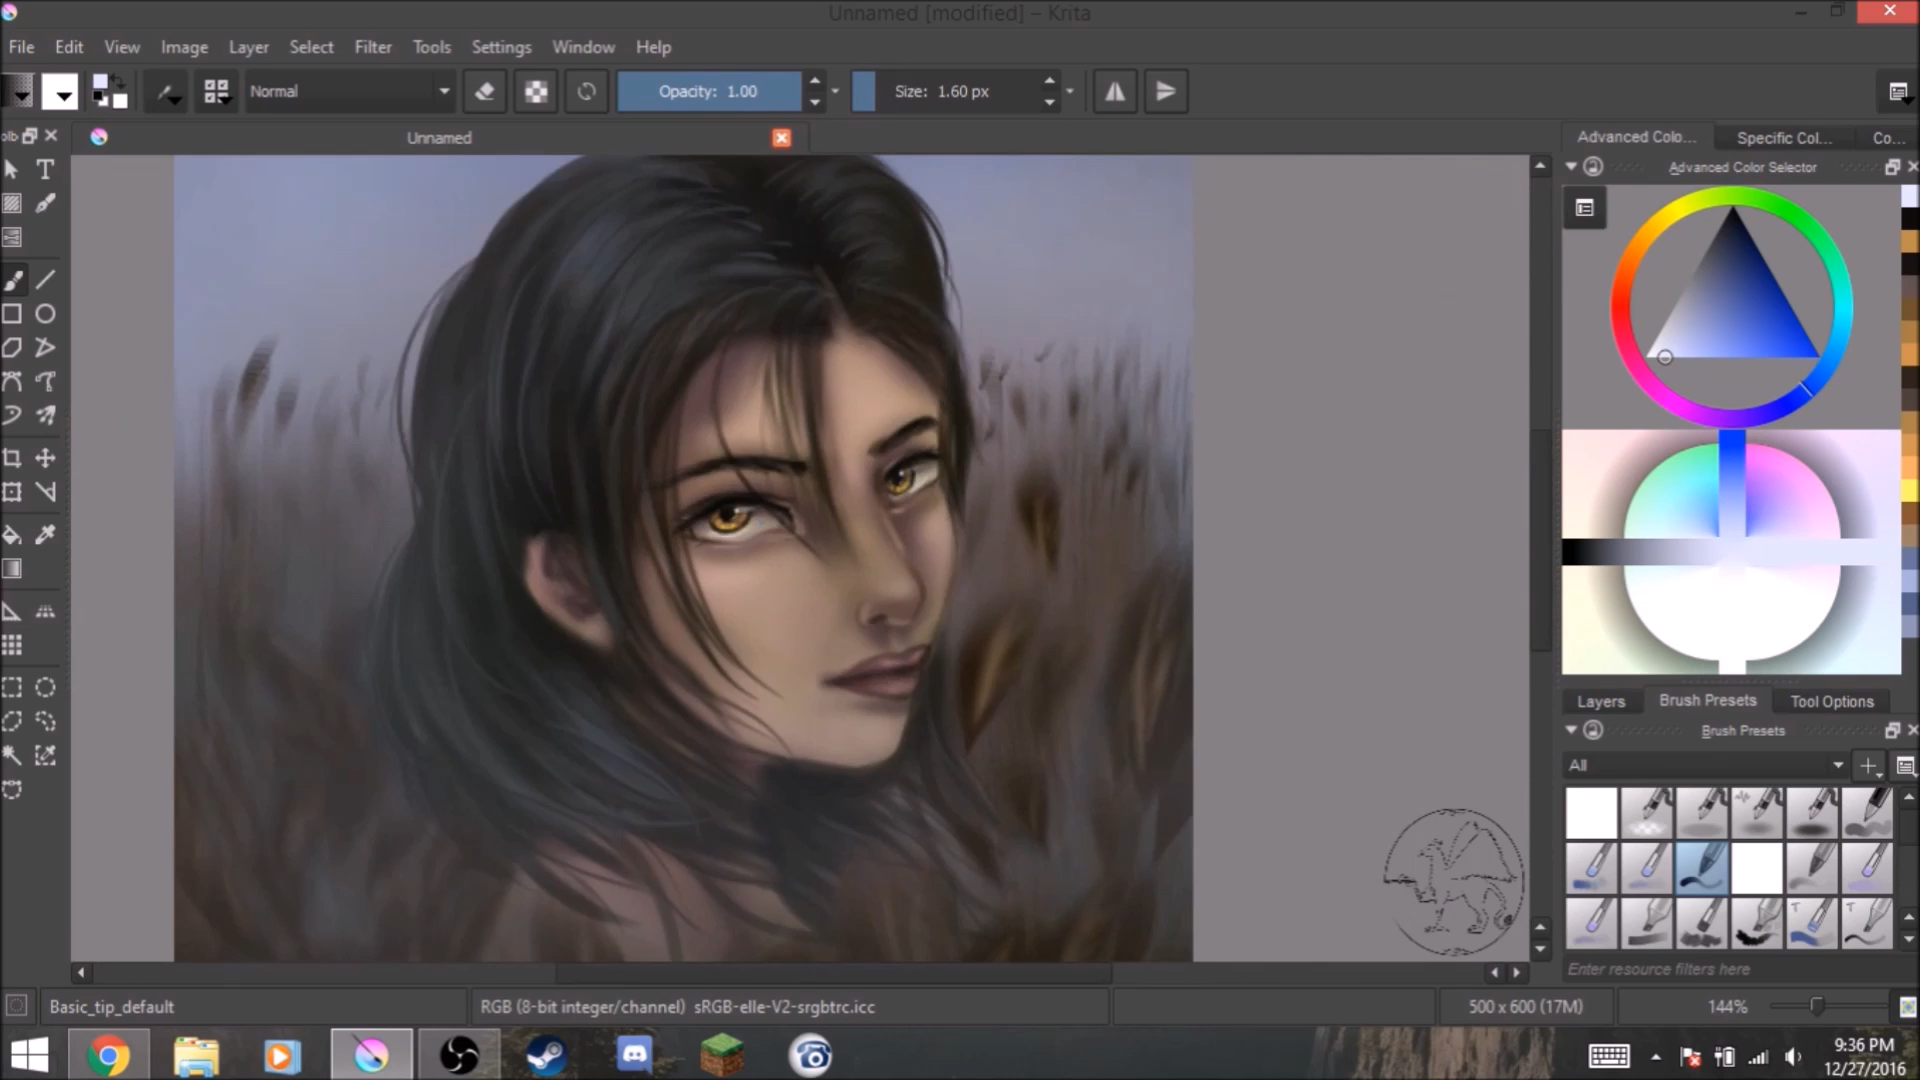 Unnamed [modified] – Krita
File Edit View Image Layer Select Filter Tools Settings Window Help
Normal Opacity: 1.00 Size: 1.60 px
olb Unnamed
Advanced Colo... Specific Col... Co...
Advanced Color Selector
T
Layers Brush Presets Tool Options
Brush Presets
All
T T
Enter resource filters here
Basic_tip_default RGB (8-bit integer/channel) sRGB-elle-V2-srgbtrc.icc 500 x 600 (17M) 144%
9:36 PM
12/27/2016